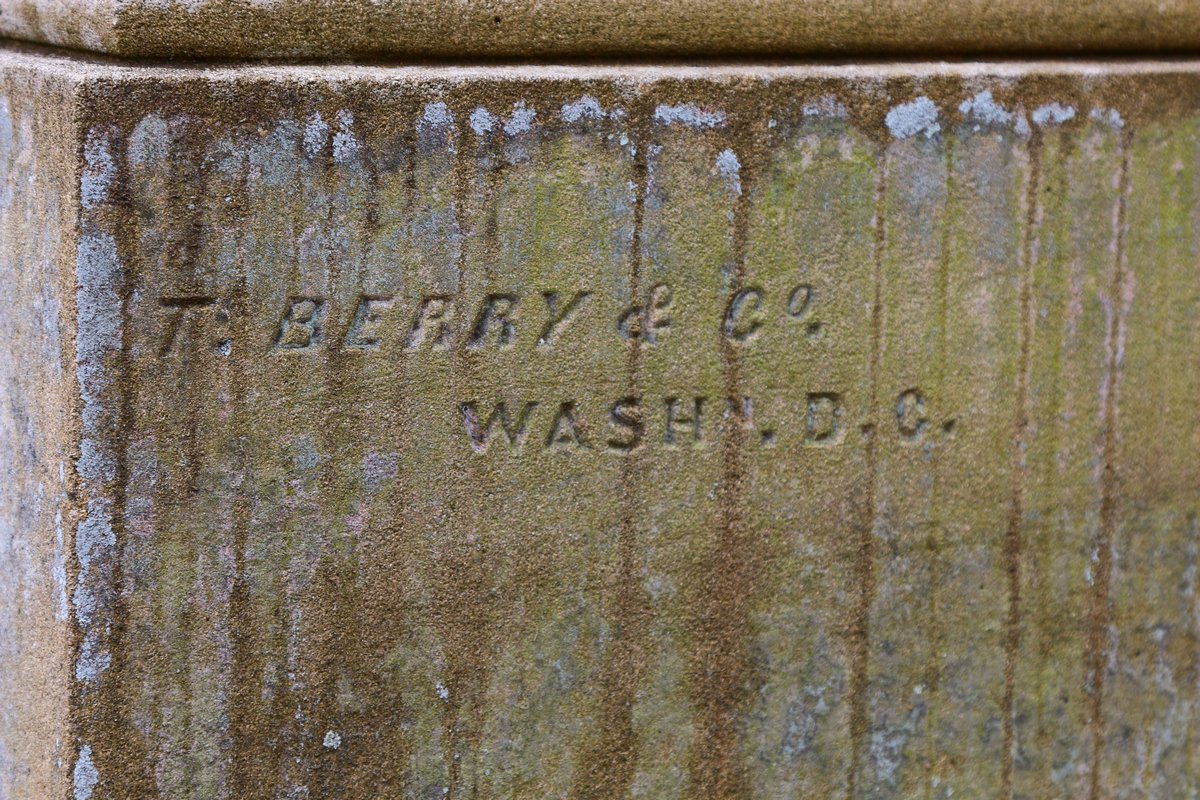 T. BERRY & Co.
WASHN. D.C.